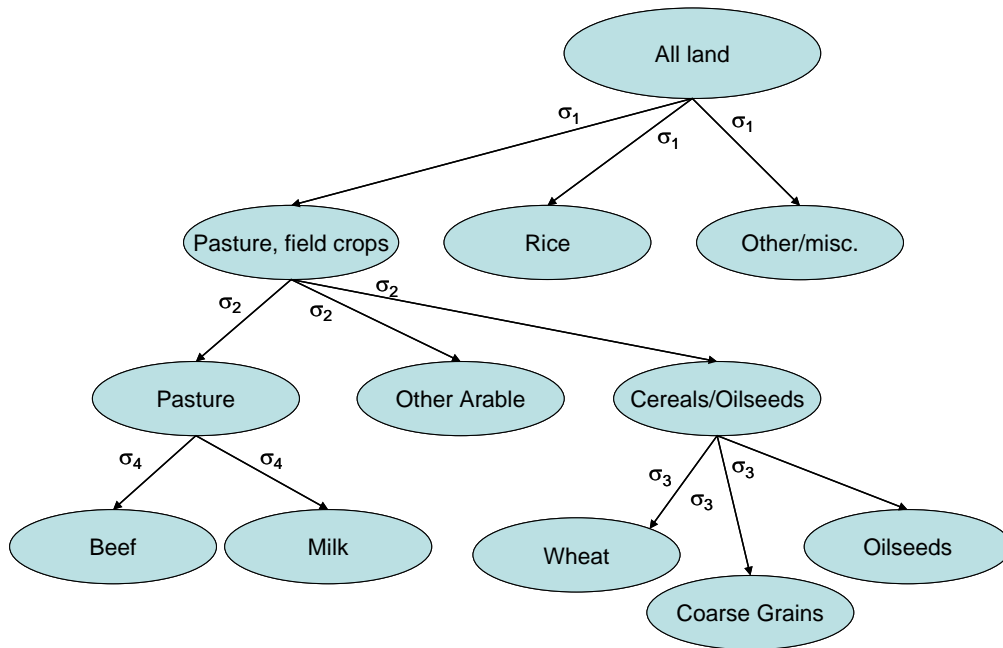 All land
σ1
σ1
σ1
Pasture, field crops
Rice
Other/misc.
σ2
σ2
σ2
Pasture
Other Arable
Cereals/Oilseeds
σ4
σ4
σ3
σ3
σ3
Beef
Milk
Wheat
Oilseeds
Coarse Grains